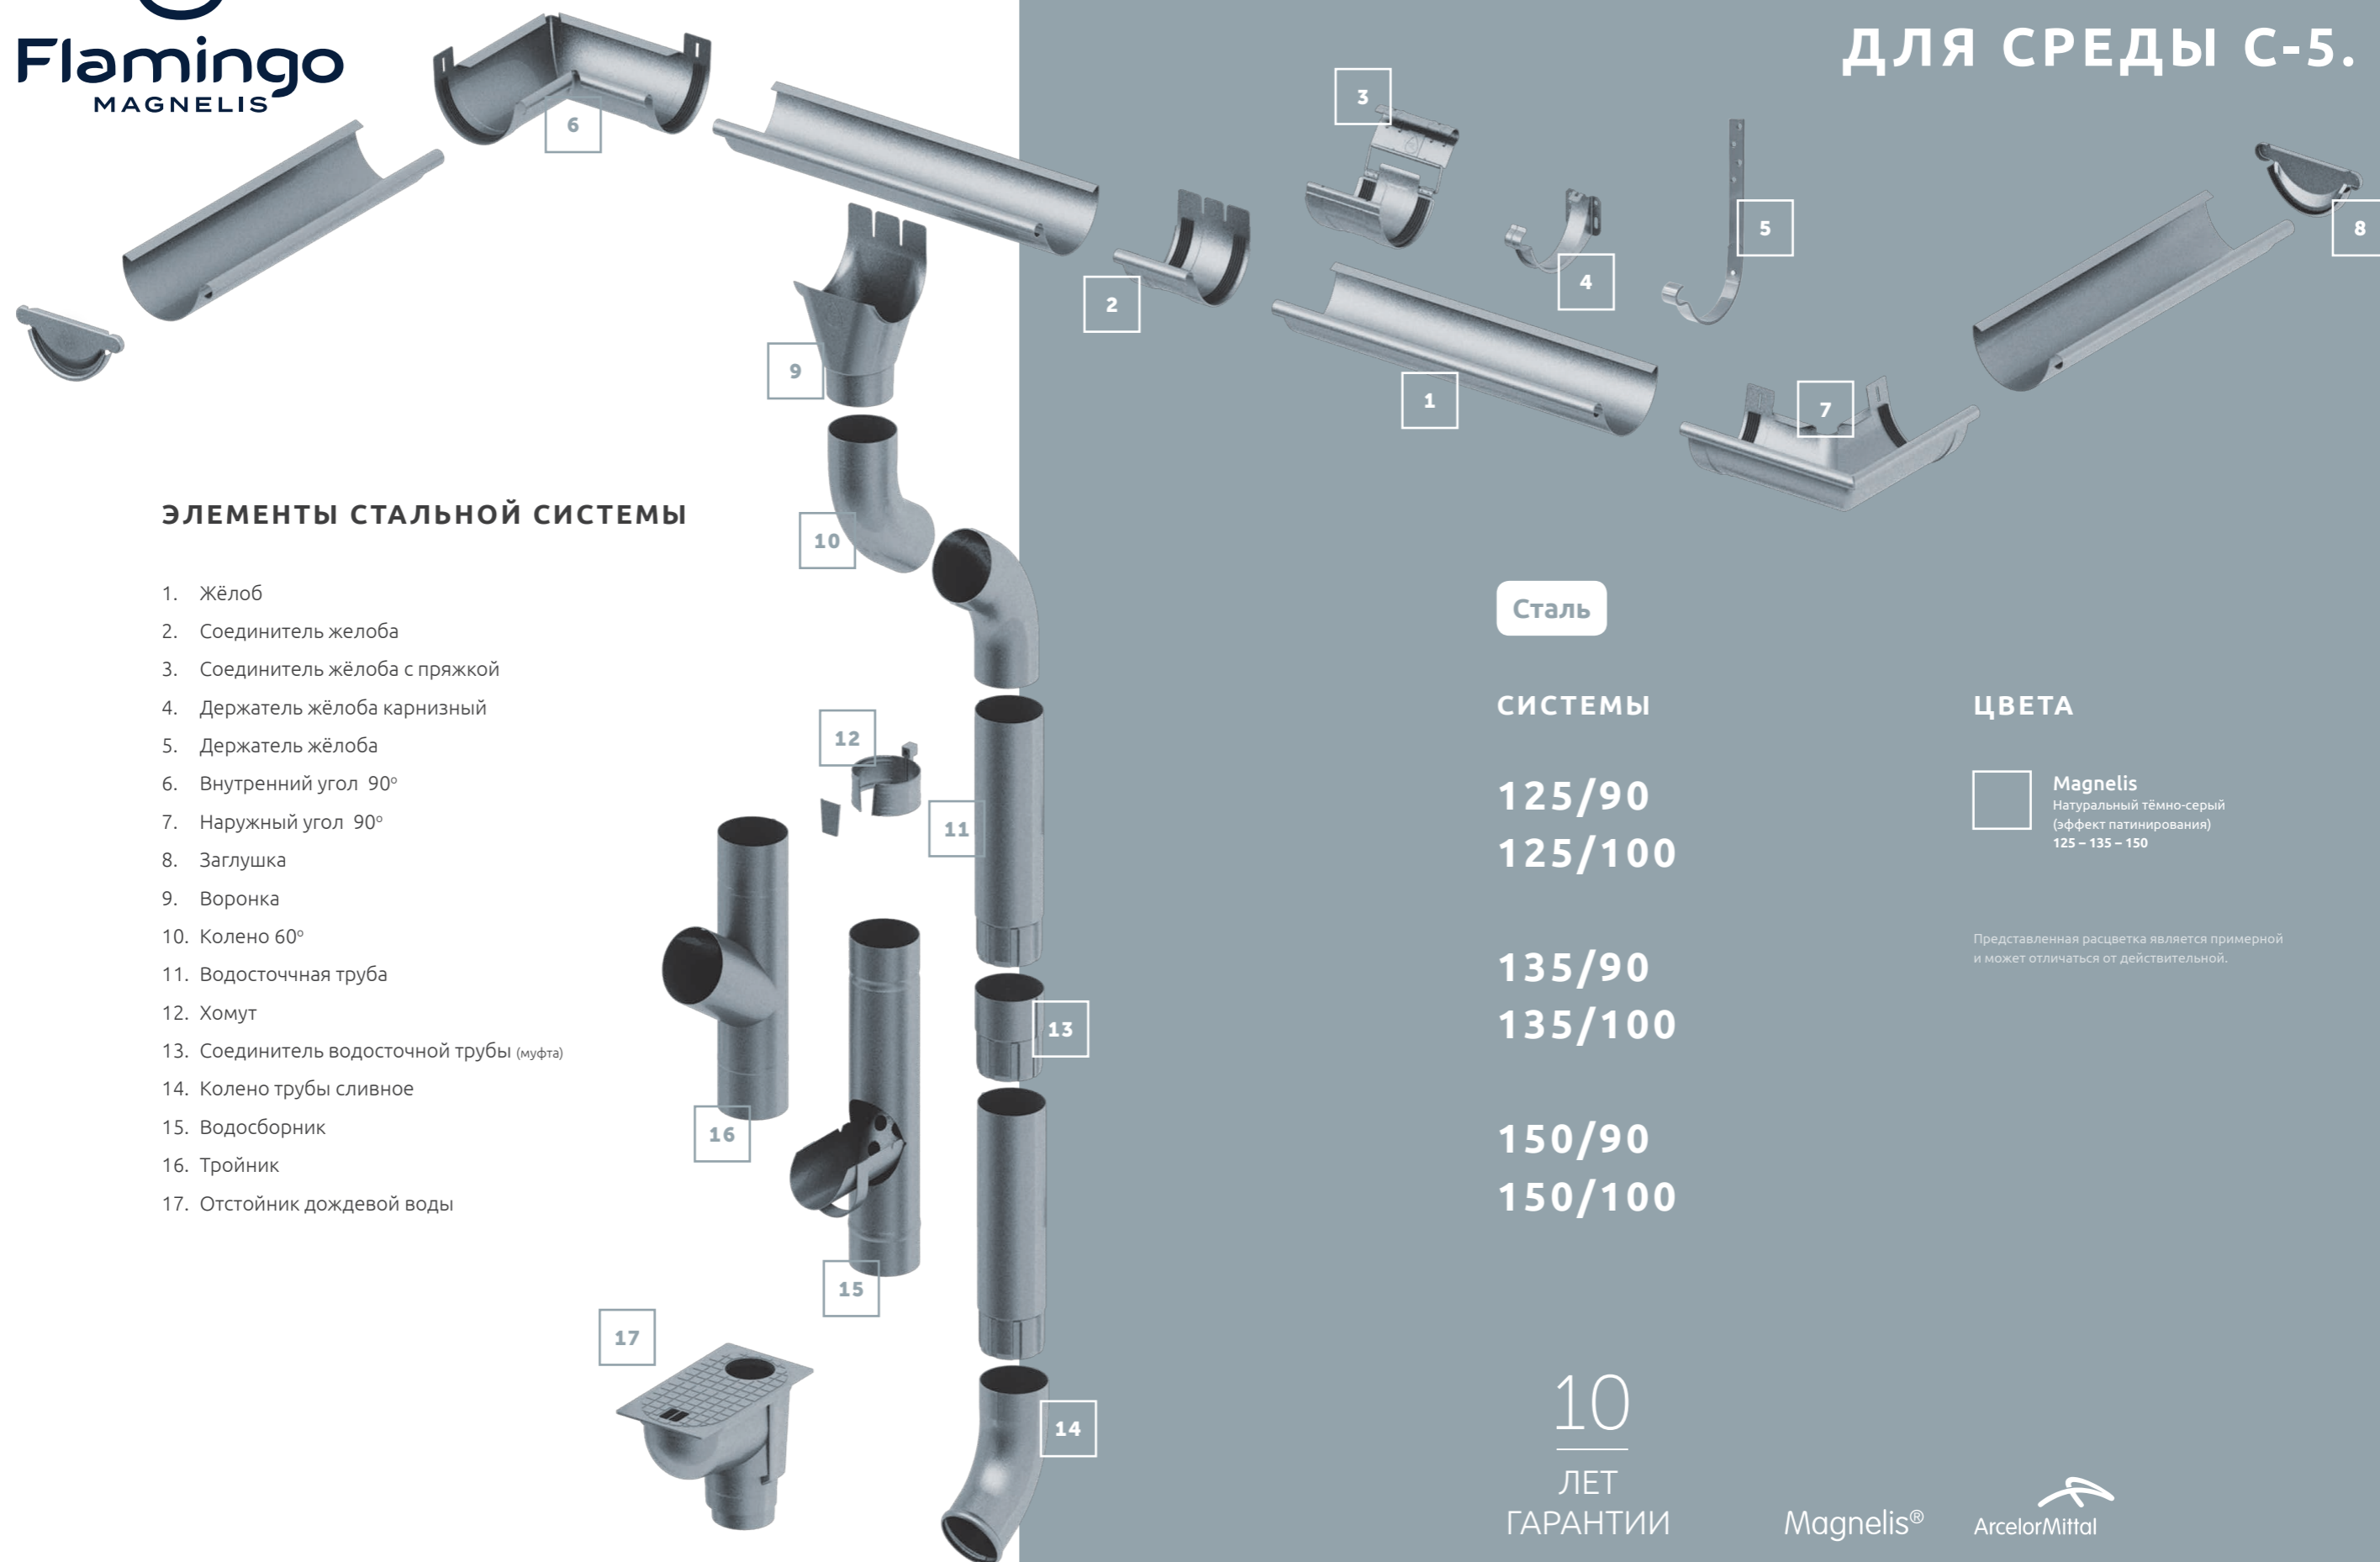 Flamingo
MAGNELIS
ДЛЯ СРЕДЫ С-5.
6
3
5
8
4
2
9
1
7
10
ЭЛЕМЕНТЫ СТАЛЬНОЙ СИСТЕМЫ
1. Жёлоб
2. Соединитель желоба
3. Соединитель жёлоба с пряжкой
4. Держатель жёлоба карнизный
5. Держатель жёлоба
6. Внутренний угол 90º
7. Наружный угол 90º
8. Заглушка
9. Воронка
10. Колено 60º
11. Водосточчная труба
12. Хомут
13. Соединитель водосточной трубы (муфта)
14. Колено трубы сливное
15. Водосборник
16. Тройник
17. Отстойник дождевой воды
12
11
13
16
15
17
14
Сталь
СИСТЕМЫ
125/90
125/100
135/90
135/100
150/90
150/100
ЦВЕТА
Magnelis
Натуральный тёмно-серый
(эффект патинирования)
125 – 135 – 150
Представленная расцветка является примерной
и может отличаться от действительной.
10
ЛЕТ
ГАРАНТИИ
Magnelis®
ArcelorMittal